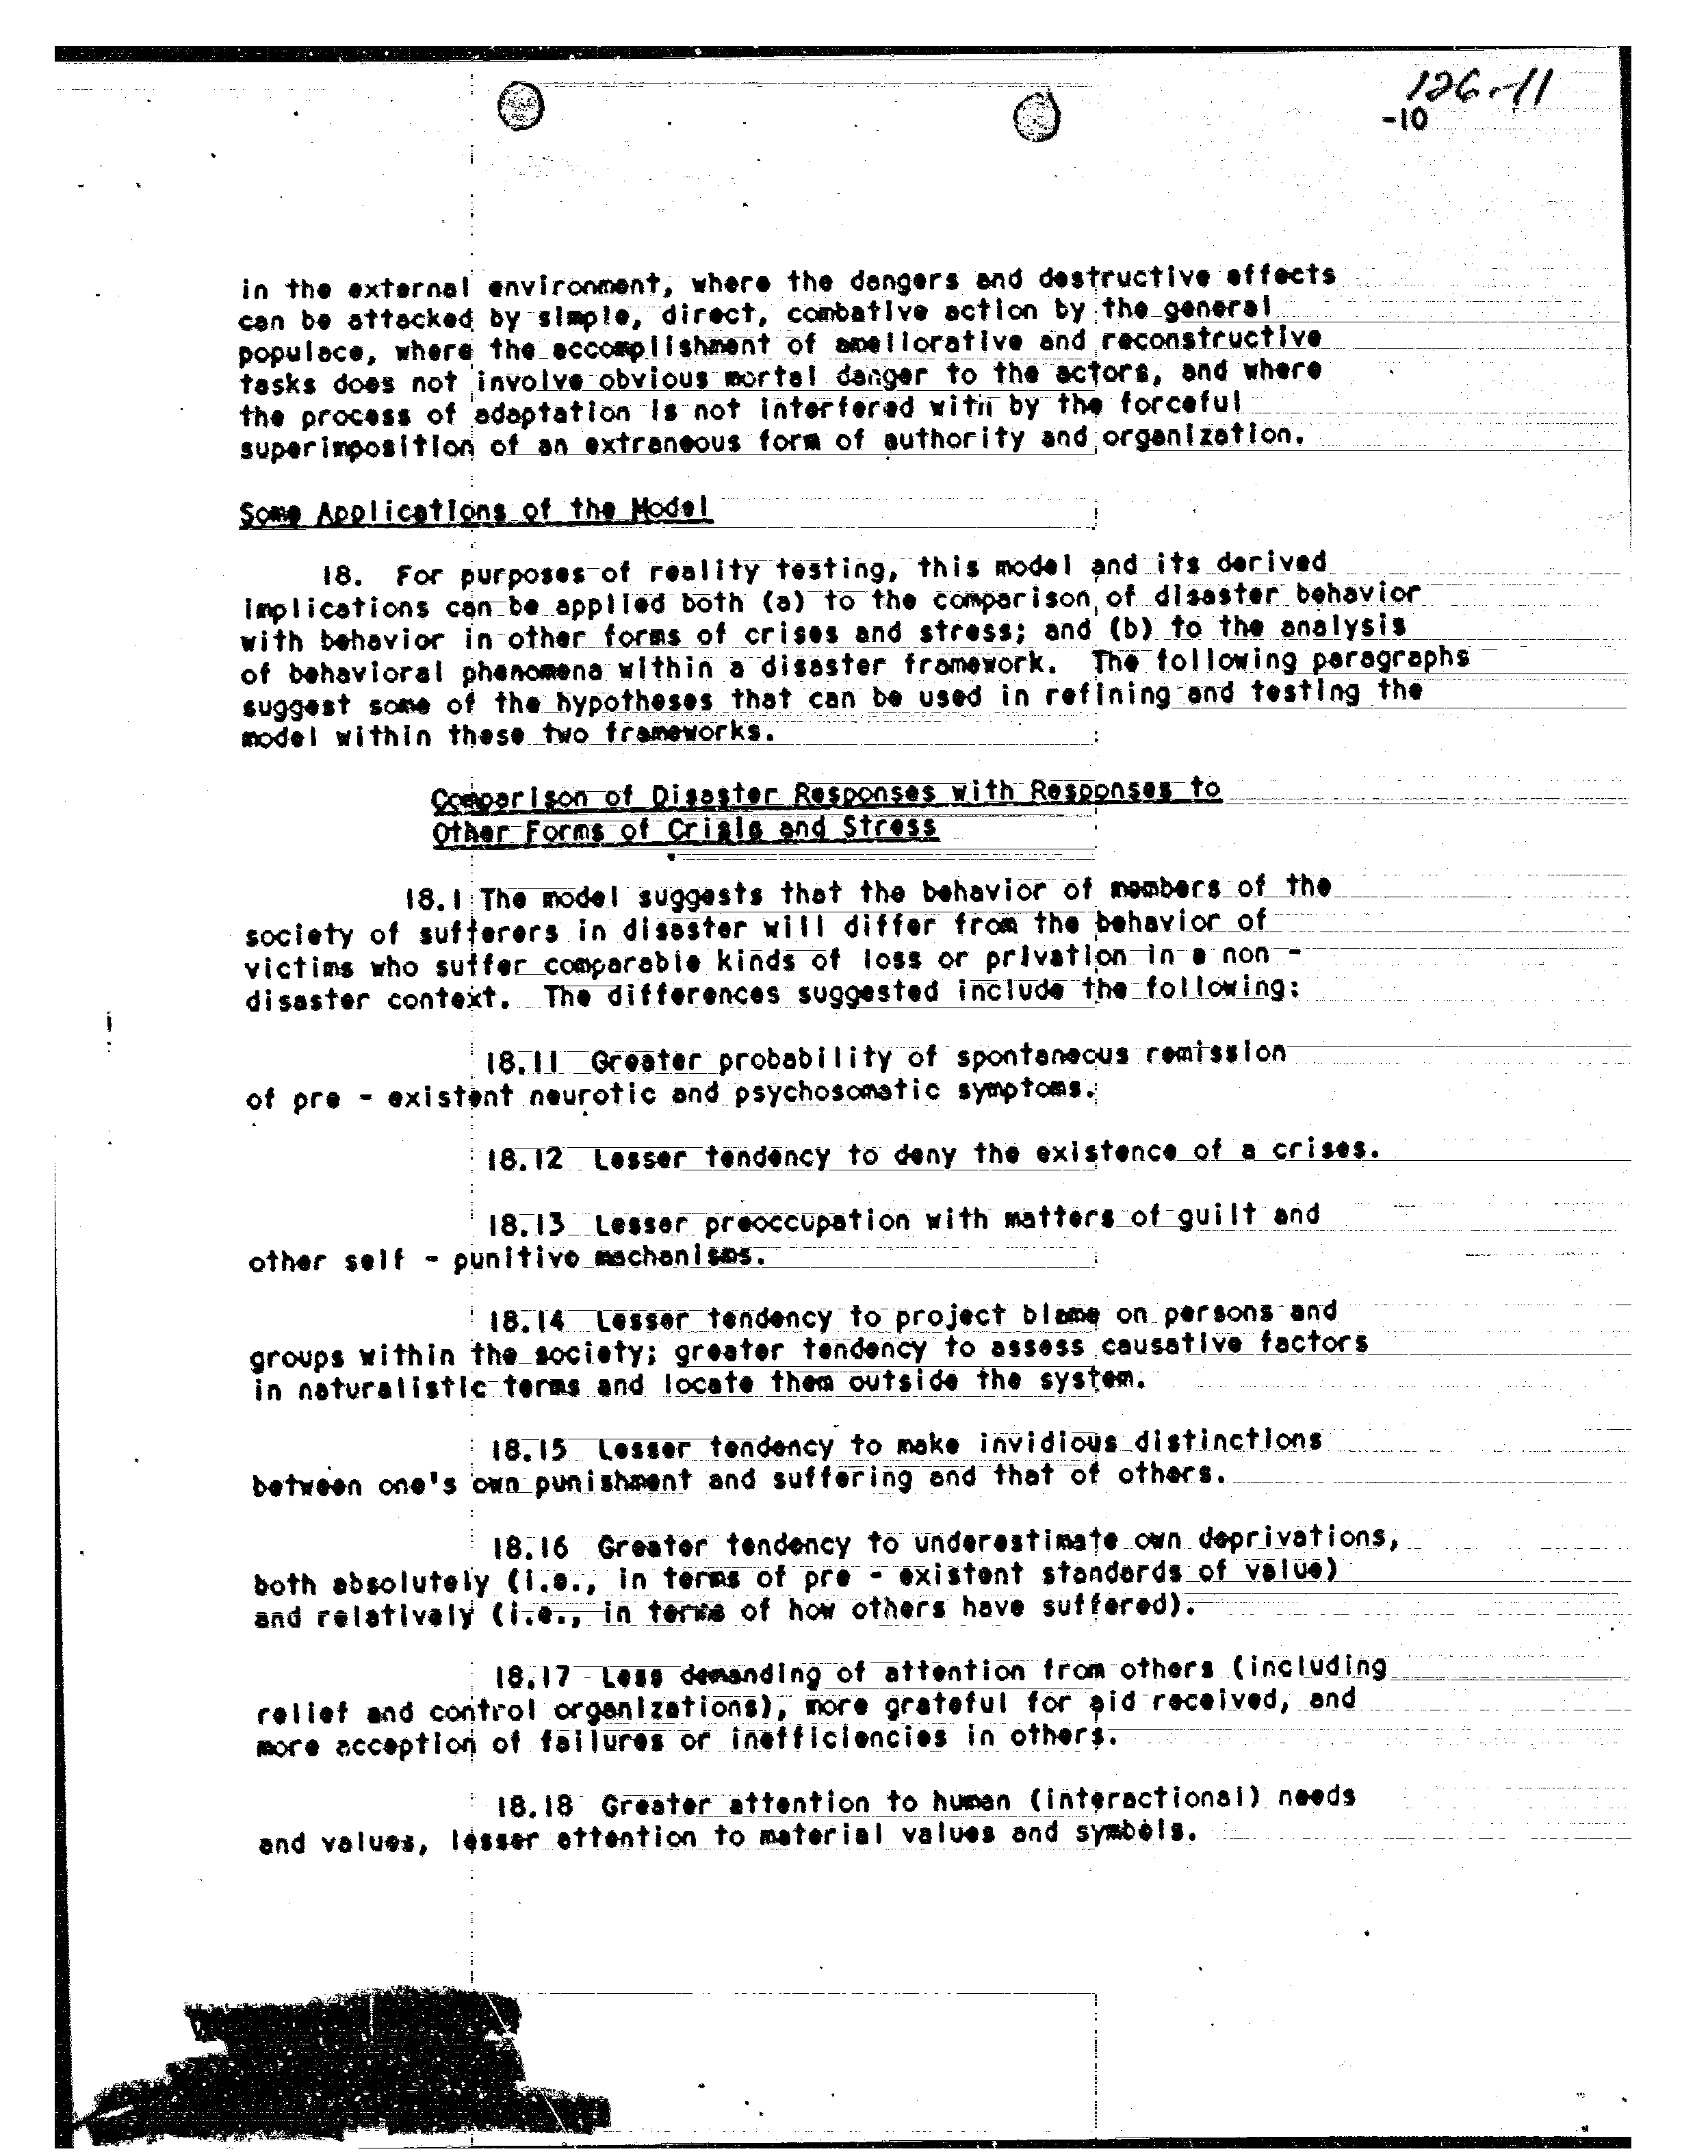 126-11
-10
in the external environment, where the dangers and destructive effects
can be attacked by simple, direct, combative action by the general
populace, where the accomplishment of ameliorative and reconstructive
tasks does not involve obvious mortal danger to the actors, and where
the process of adaptation is not interfered with by the forceful
superimposition of an extraneous form of authority and organization.
Some Applications of the Model
18. For purposes of reality testing, this model and its derived
implications can be applied both (a) to the comparison of disaster behavior
with behavior in other forms of crises and stress; and (b) to the analysis
of behavioral phenomena within a disaster framework. The following paragraphs
suggest some of the hypotheses that can be used in refining and testing the
model within these two frameworks.
Comparison of Disaster Responses with Responses to
Other Forms of Crisis and Stress
18.1 The model suggests that the behavior of members of the
society of sufferers in disaster will differ from the behavior of
victims who suffer comparable kinds of loss or privation in a non -
disaster context. The differences suggested include the following:
18.11 Greater probability of spontaneous remission
of pre - existent neurotic and psychosomatic symptoms.
18.12 Lesser tendency to deny the existence of a crises.
18.13 Lesser preoccupation with matters of guilt and
other self - punitive mechanisms.
18.14 Lesser tendency to project blame on persons and
groups within the society; greater tendency to assess causative factors
in naturalistic terms and locate them outside the system.
18.15 Lesser tendency to make invidious distinctions
between one's own punishment and suffering and that of others.
18.16 Greater tendency to underestimate own deprivations,
both absolutely (i.e., in terms of pre - existent standards of value)
and relatively (i.e., in terms of how others have suffered).
18.17 Less demanding of attention from others (including
relief and control organizations), more grateful for aid received, and
more acception of failures or inefficiencies in others.
18.18 Greater attention to human (interactional) needs
and values, lesser attention to material values and symbols.